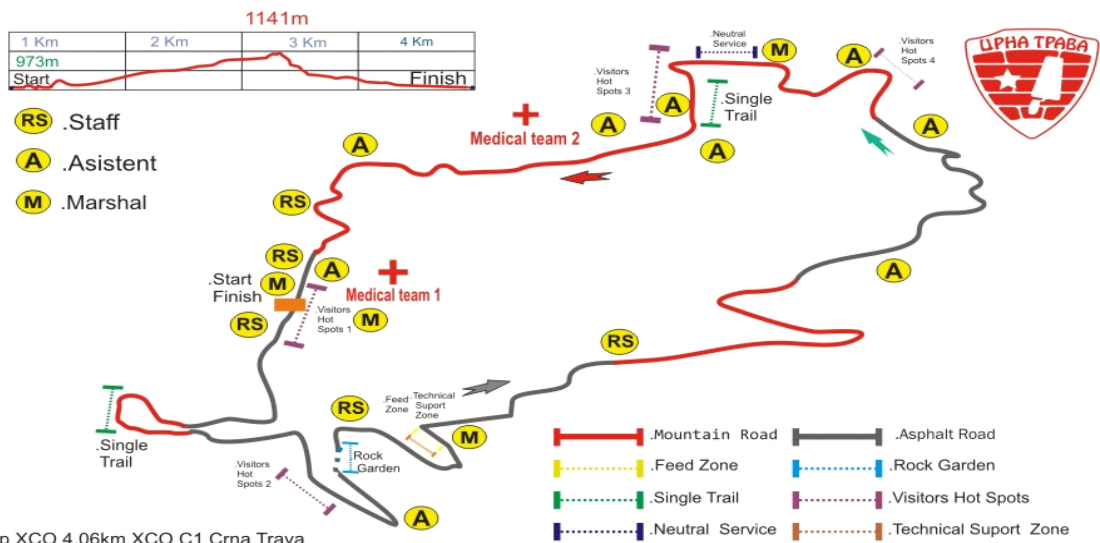 1141m
1 Km 2 Km 3 Km 4 Km
973m
Start Finish
RS .Staff
A .Asistent
M .Marshal
ЦРНА ТРАВА
.Neutral
Service
M
A
.Visitors
Hot
Spots 4
.Visitors
Hot
Spots 3
A
.Single
Trail
A
A
A
Medical team 2
A
RS
RS
A
.Start
Finish
M
Medical team 1
RS
.Visitors
Hot
Spots 1
M
A
RS
.Single
Trail
RS
.Feed
Zone
.Technical
Suport
Zone
M
Rock
Garden
.Visitors
Hot
Spots 2
A
.Mountain Road .Asphalt Road
.Feed Zone .Rock Garden
.Single Trail .Visitors Hot Spots
.Neutral Service .Technical Suport Zone
XCO 4,06km XCO C1 Crna Trava